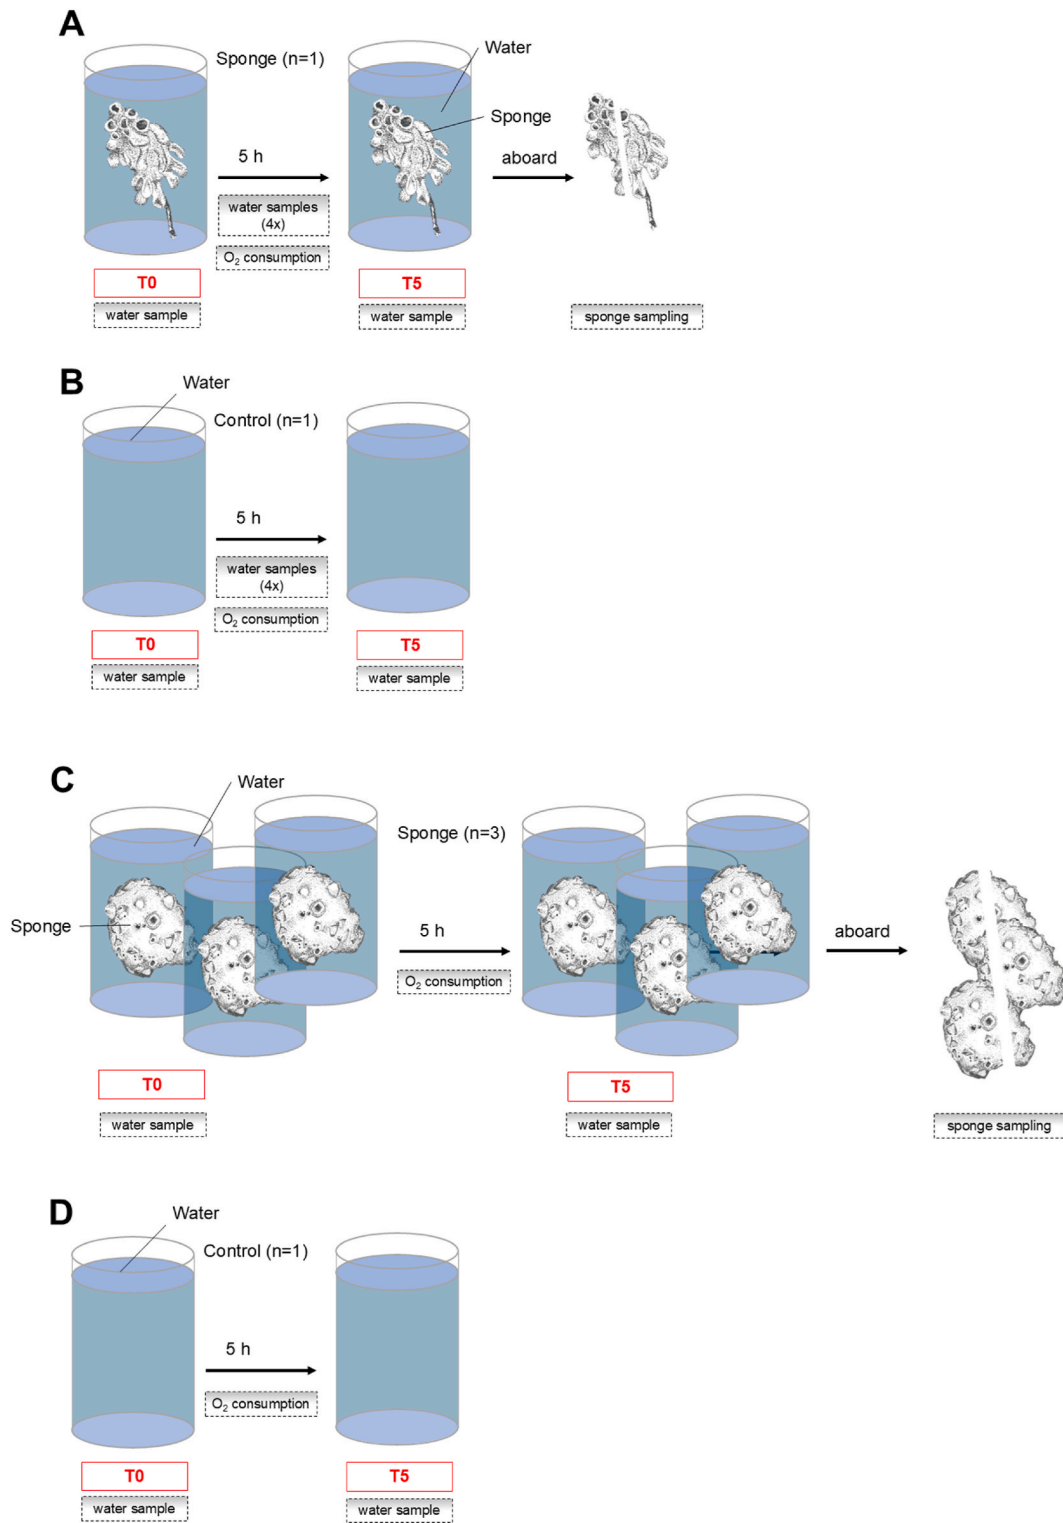 A
Sponge (n=1)
Water
Sponge
5 h
aboard
water samples
(4x)
O₂ consumption
T0
T5
water sample
water sample
sponge sampling
B
Water
Control (n=1)
5 h
water samples
(4x)
O₂ consumption
T0
T5
water sample
water sample
C
Water
Sponge (n=3)
Sponge
5 h
aboard
O₂ consumption
T0
T5
water sample
water sample
sponge sampling
D
Water
Control (n=1)
5 h
O₂ consumption
T0
T5
water sample
water sample